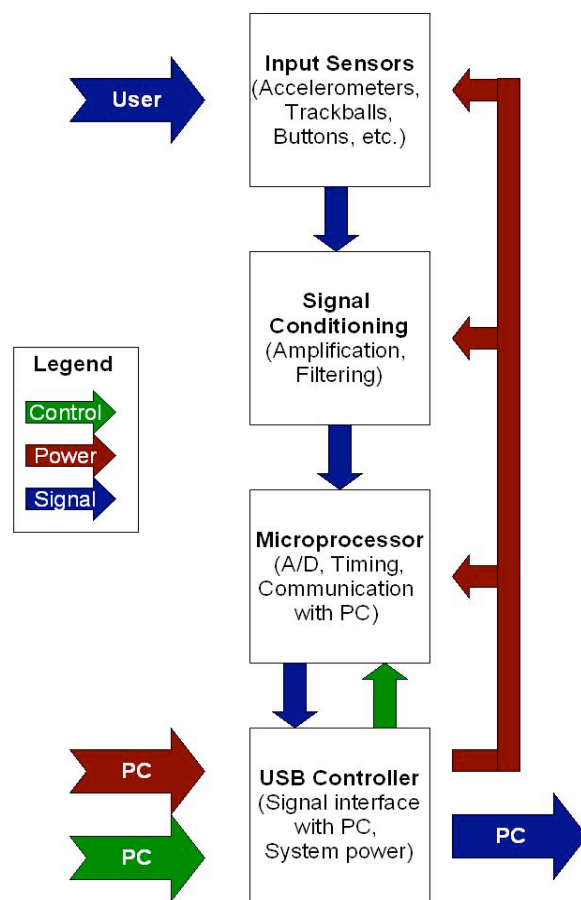 Input Sensors
(Accelerometers,
Trackballs,
Buttons, etc.)
User
Signal
Conditioning
(Amplification,
Filtering)
Legend
Control
Power
Signal
Microprocessor
(A/D, Timing,
Communication
with PC)
PC
PC
USB Controller
(Signal interface
with PC,
System power)
PC